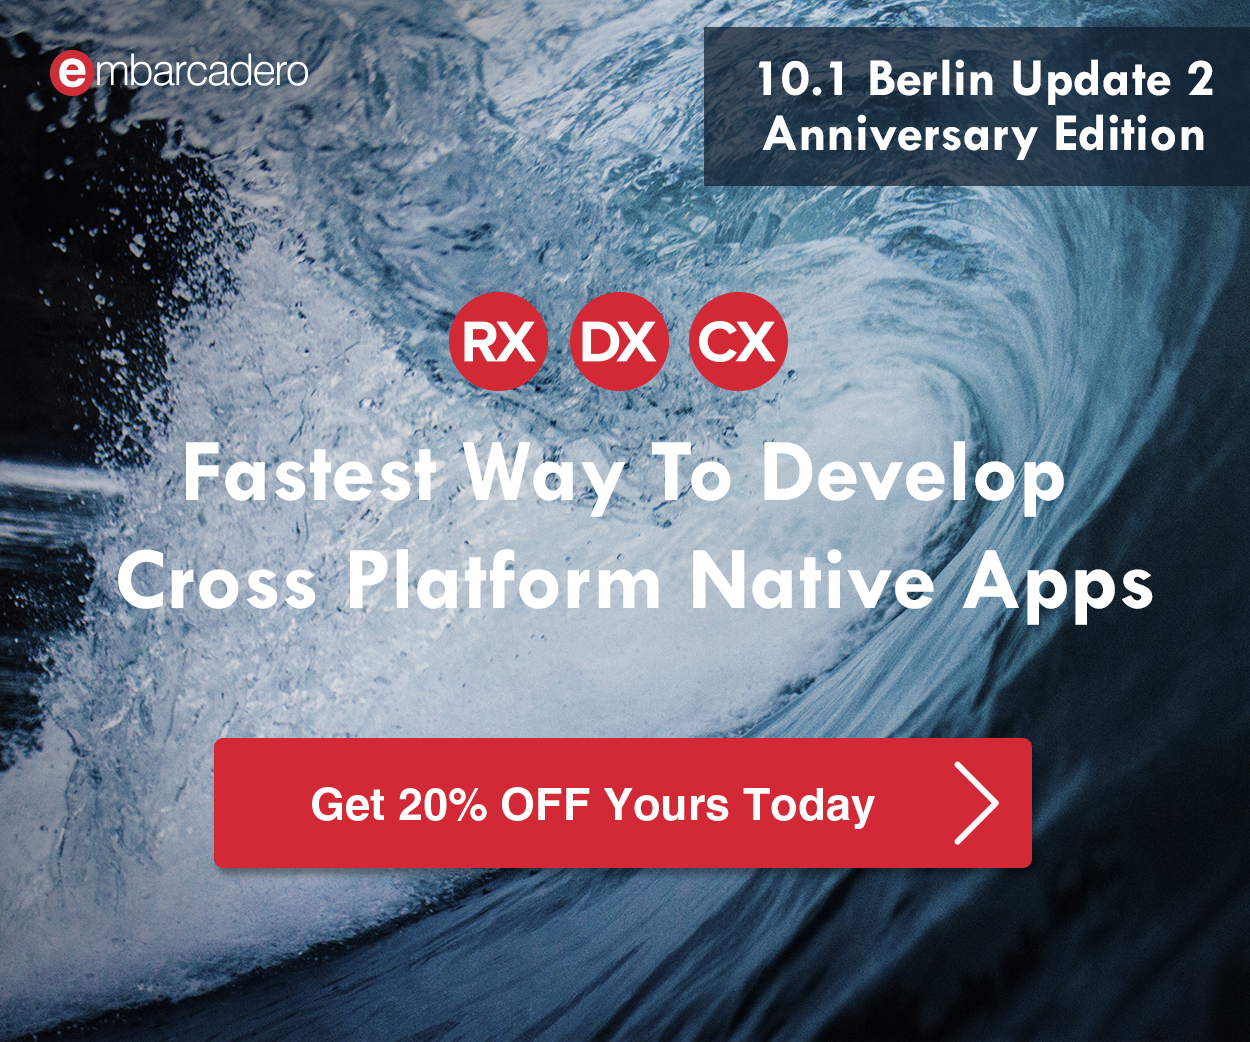 embarcadero
10.1 Berlin Update 2
Anniversary Edition
RX DX CX
Fastest Way To Develop
Cross Platform Native Apps
Get 20% OFF Yours Today